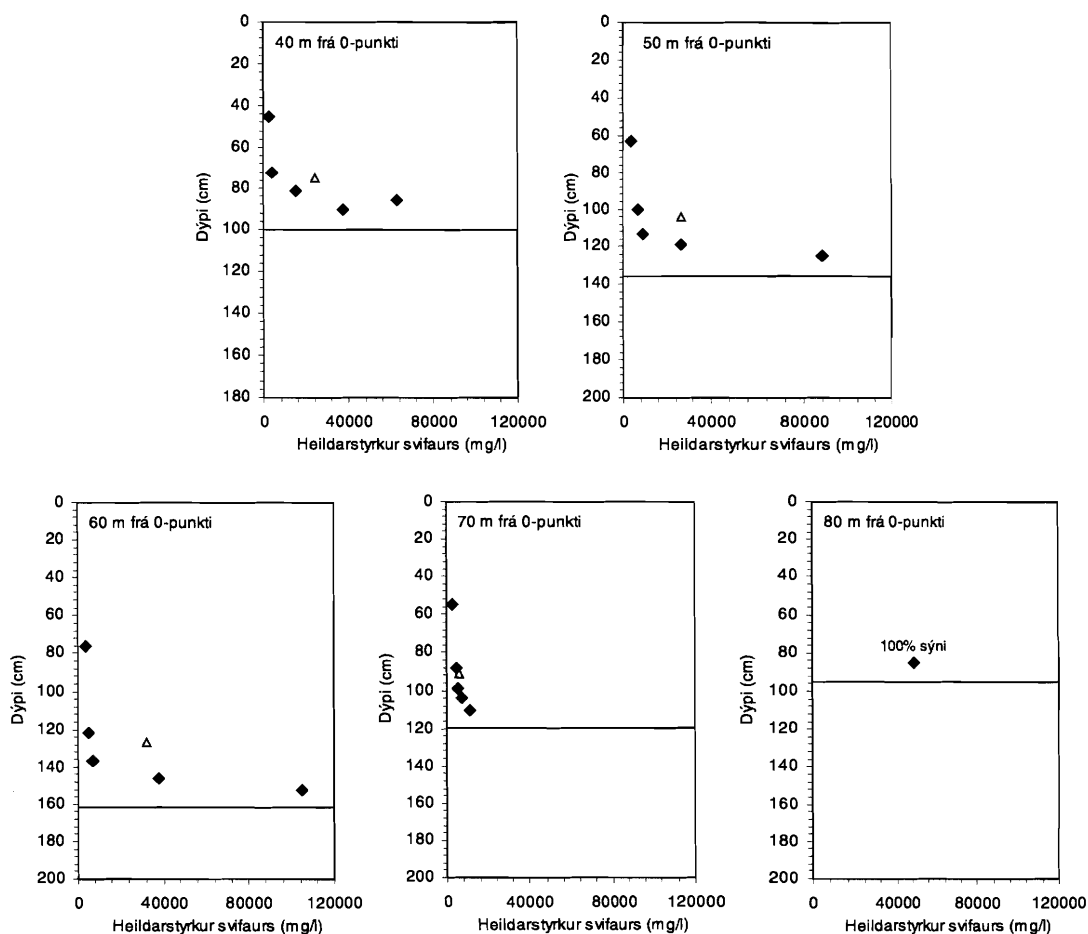 40 m frá 0-punkti
Dýpi (cm)
0
20
40
60
80
100
120
140
160
180
0 40000 80000 120000
Heildarstyrkur svifaurs (mg/l)
50 m frá 0-punkti
Dýpi (cm)
0
20
40
60
80
100
120
140
160
180
200
0 40000 80000 120000
Heildarstyrkur svifaurs (mg/l)
60 m frá 0-punkti
Dýpi (cm)
0
20
40
60
80
100
120
140
160
180
200
0 40000 80000 120000
Heildarstyrkur svifaurs (mg/l)
70 m frá 0-punkti
Dýpi (cm)
0
20
40
60
80
100
120
140
160
180
200
0 40000 80000 120000
Heildarstyrkur svifaurs (mg/l)
80 m frá 0-punkti
100% sýni
Dýpi (cm)
0
20
40
60
80
100
120
140
160
180
200
0 40000 80000 120000
Heildarstyrkur svifaurs (mg/l)